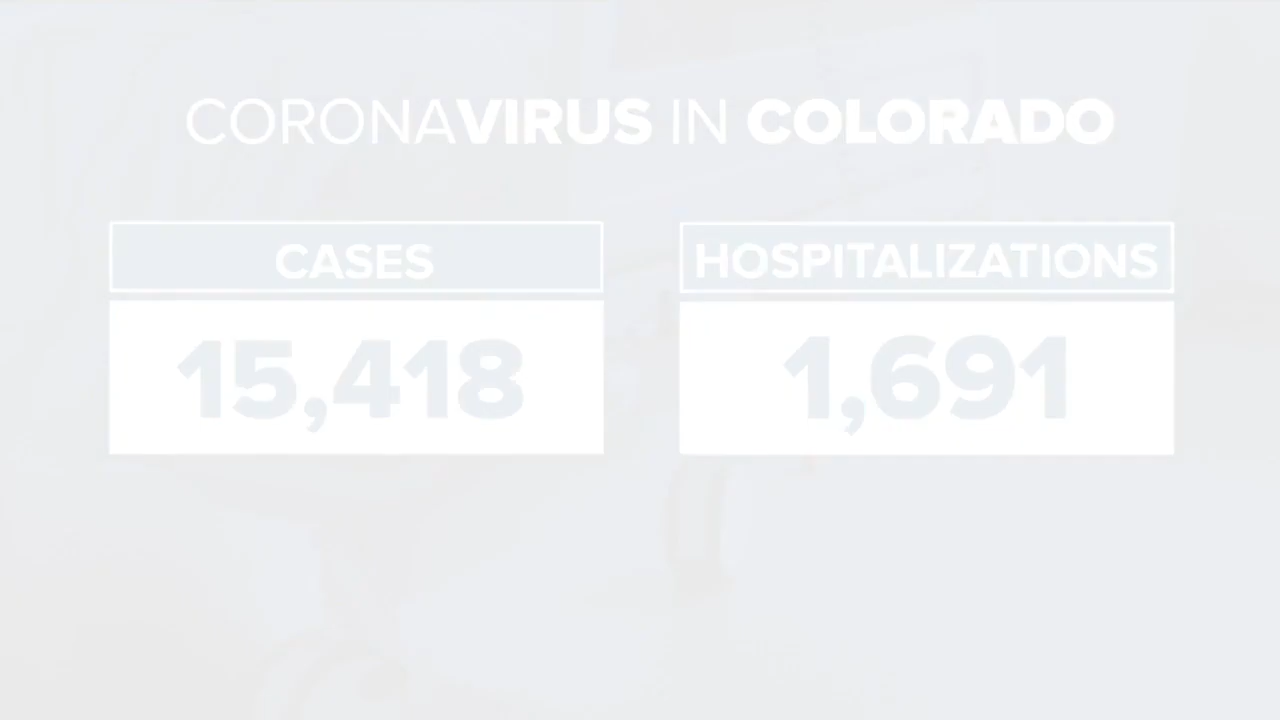 CORONAVIRUS IN COLORADO
CASES
HOSPITALIZATIONS
15,418
1,691